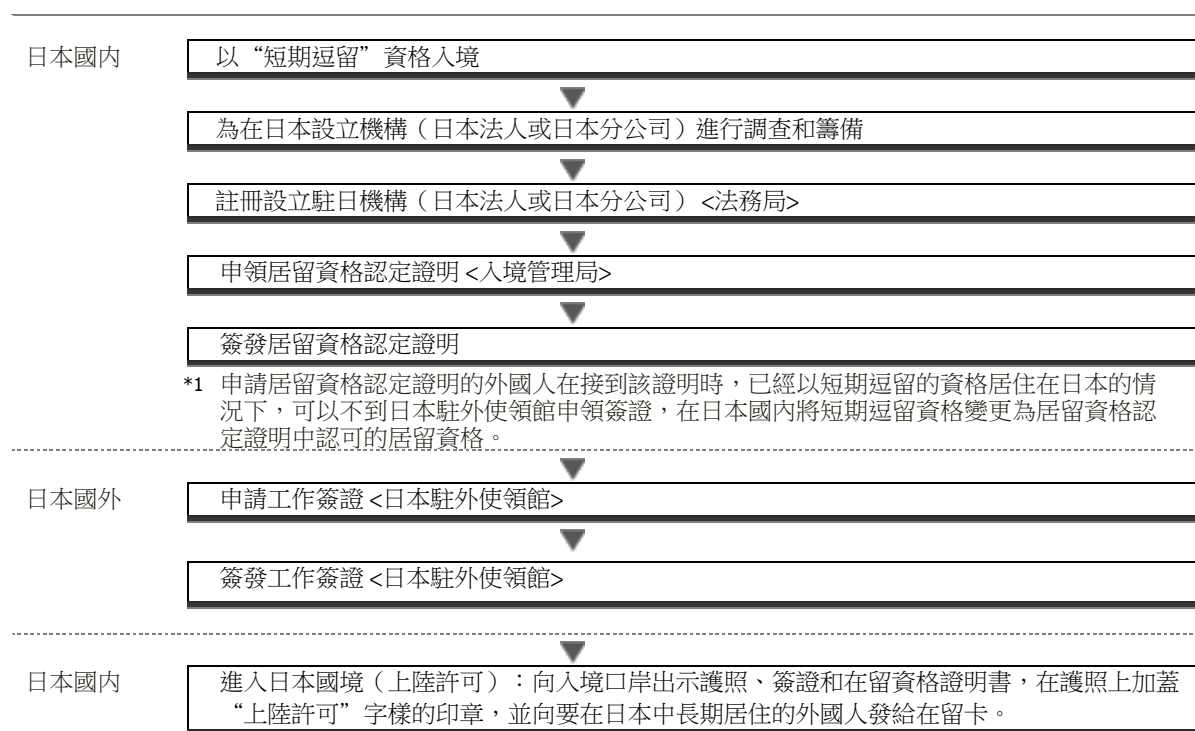 日本國内
以“短期逗留”資格入境
為在日本設立機構（日本法人或日本分公司）進行調查和籌備
註冊設立駐日機構（日本法人或日本分公司）<法務局>
申領居留資格認定證明<入境管理局>
簽發居留資格認定證明
*1 申請居留資格認定證明的外國人在接到該證明時，已經以短期逗留的資格居住在日本的情
況下，可以不到日本駐外使領館申領簽證，在日本國内將短期逗留資格變更為居留資格認
定證明中認可的居留資格。
日本國外
申請工作簽證<日本駐外使領館>
簽發工作簽證<日本駐外使領館>
日本國内
進入日本國境（上陸許可）：向入境口岸出示護照、簽證和在留資格證明書，在護照上加蓋
“上陸許可”字樣的印章，並向要在日本中長期居住的外國人發給在留卡。